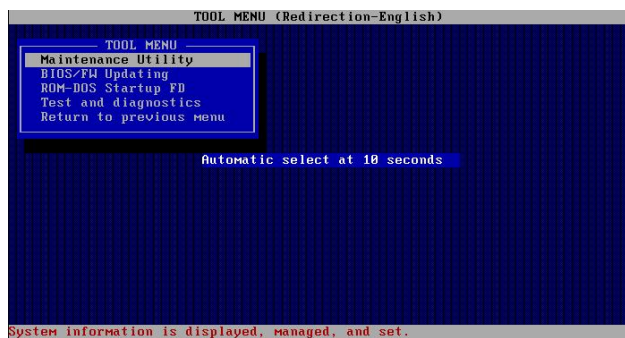 TOOL MENU (Redirection-English)
TOOL MENU
Maintenance Utility
BIOS/FW Updating
ROM-DOS Startup FD
Test and diagnostics
Return to previous menu
Automatic select at 10 seconds
System information is displayed, managed, and set.